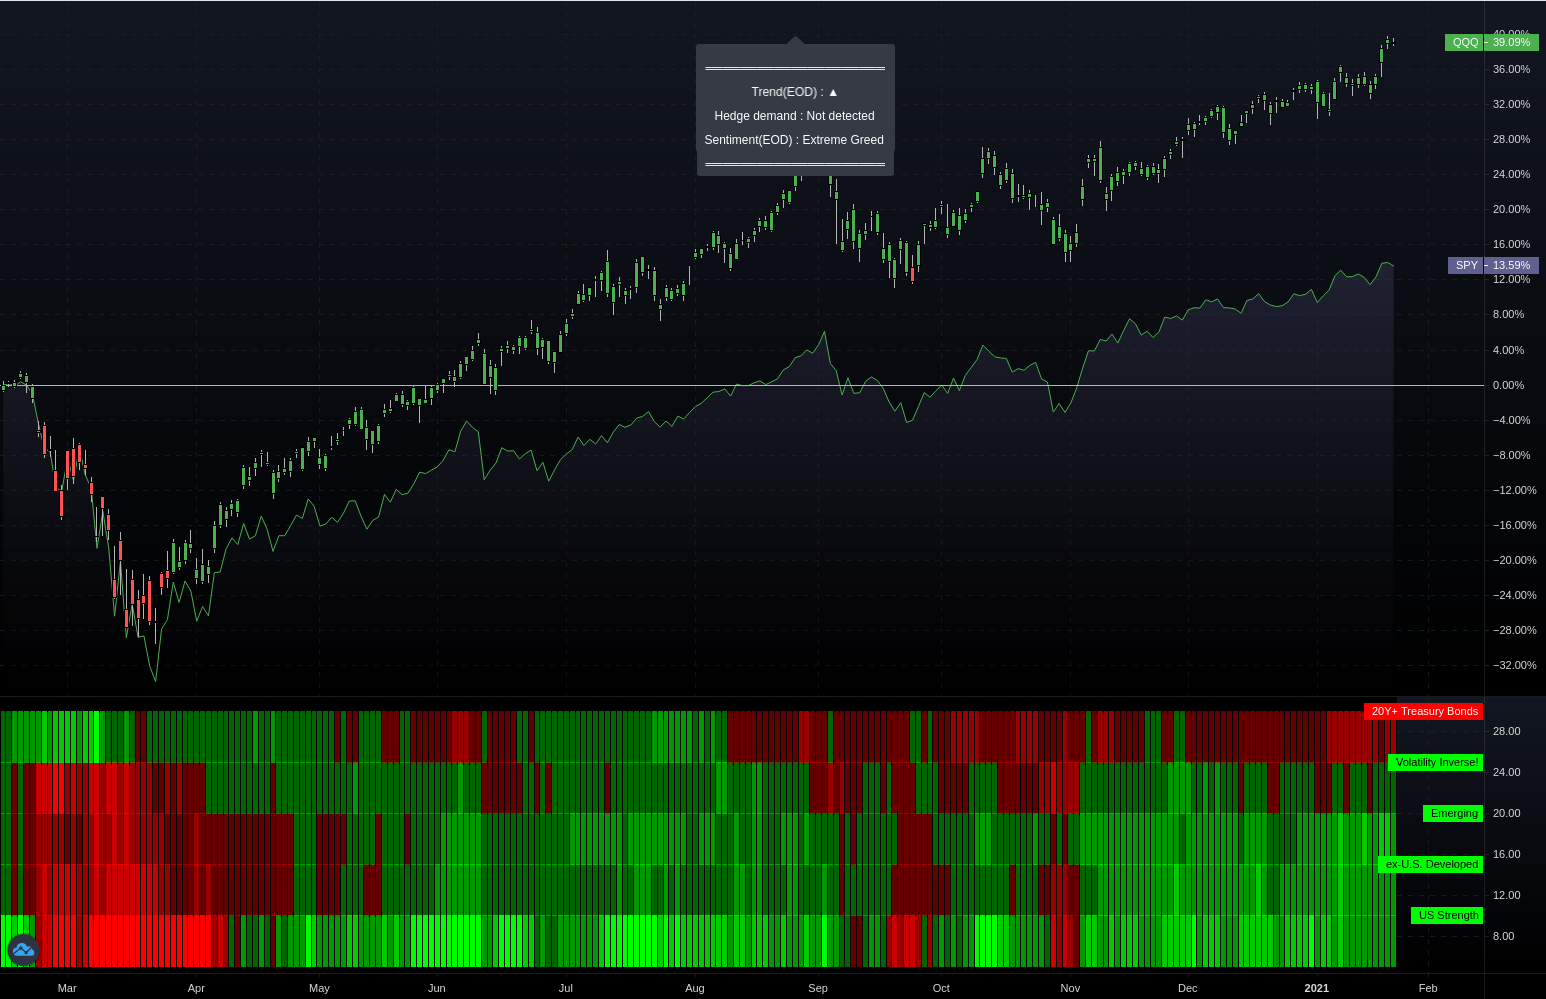 40.00%
QQQ
39.09%
36.00%
32.00%
28.00%
24.00%
20.00%
16.00%
SPY
13.59%
12.00%
8.00%
4.00%
0.00%
−4.00%
−8.00%
−12.00%
−16.00%
−20.00%
−24.00%
−28.00%
−32.00%
Trend(EOD) : ▲
Hedge demand : Not detected
Sentiment(EOD) : Extreme Greed
20Y+ Treasury Bonds
28.00
Volatility Inverse!
24.00
Emerging
20.00
16.00
ex-U.S. Developed
12.00
US Strength
8.00
Mar Apr May Jun Jul Aug Sep Oct Nov Dec 2021 Feb